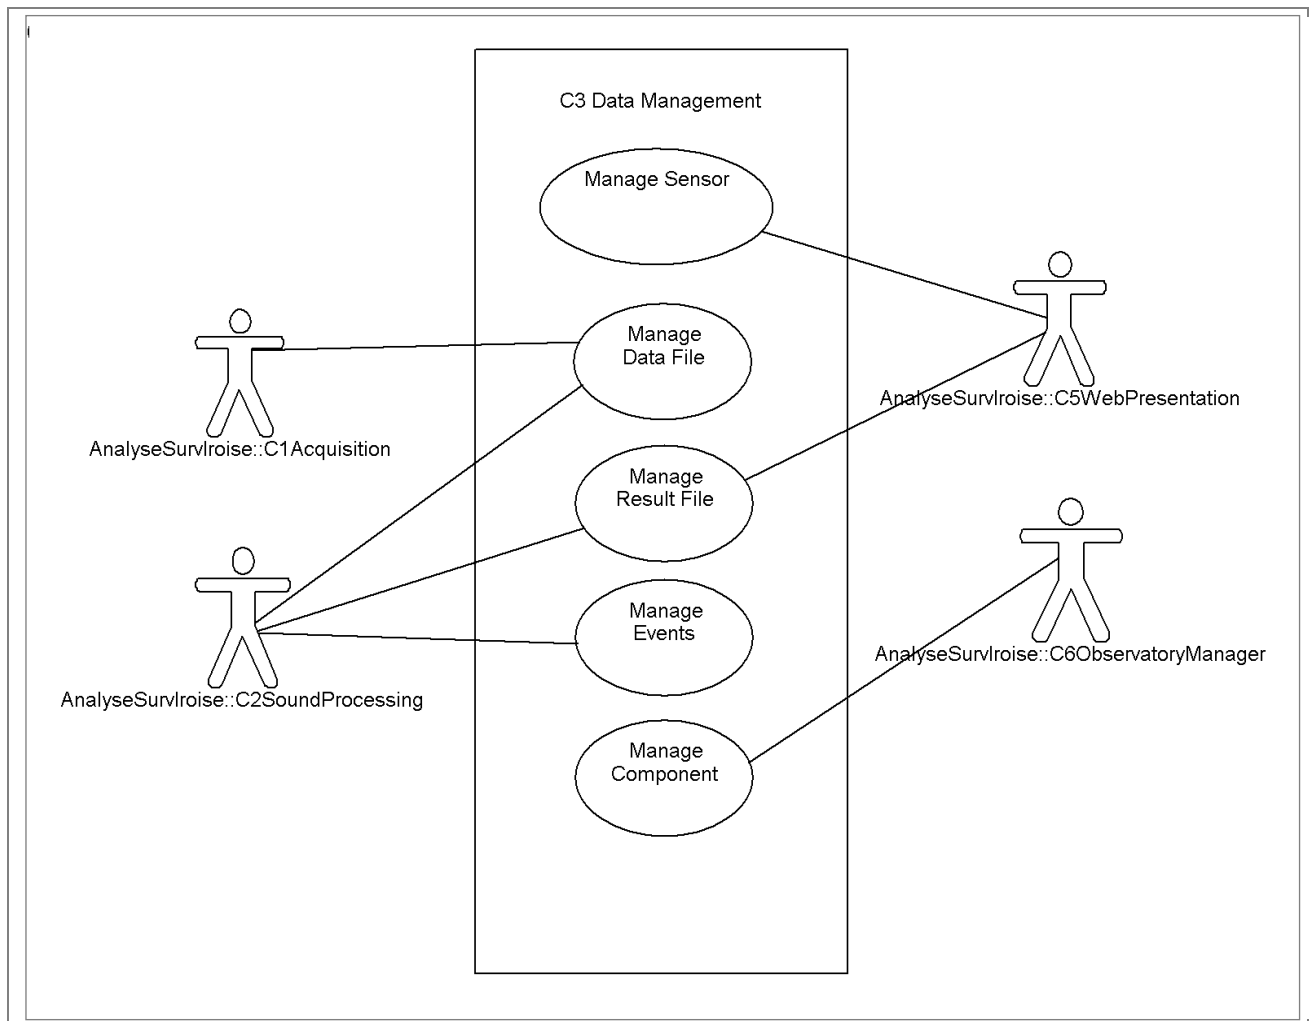 C3 Data Management
Manage Sensor
Manage
Data File
AnalyseSurvIroise::C5WebPresentation
AnalyseSurvIroise::C1Acquisition
Manage
Result File
Manage
Events
AnalyseSurvIroise::C6ObservatoryManager
AnalyseSurvIroise::C2SoundProcessing
Manage
Component